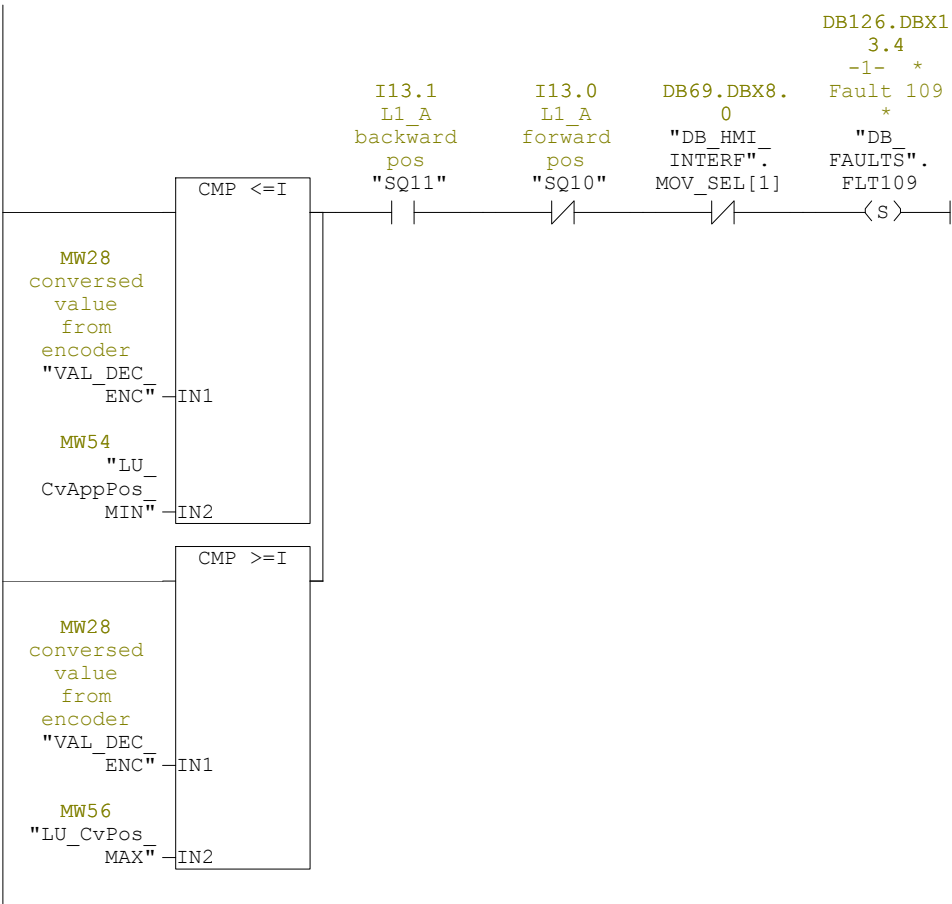 DB126.DBX1
3.4
-1- *
Fault 109
*
"DB_
FAULTS".
FLT109
I13.1
L1_A
backward
pos
"SQ11"
I13.0
L1_A
forward
pos
"SQ10"
DB69.DBX8.
0
"DB_HMI_
INTERF".
MOV_SEL[1]
S
CMP <=I
MW28
conversed
value
from
encoder
"VAL_DEC_
ENC"
IN1
MW54
"LU_
CvAppPos_
MIN"
IN2
CMP >=I
MW28
conversed
value
from
encoder
"VAL_DEC_
ENC"
IN1
MW56
"LU_CvPos_
MAX"
IN2